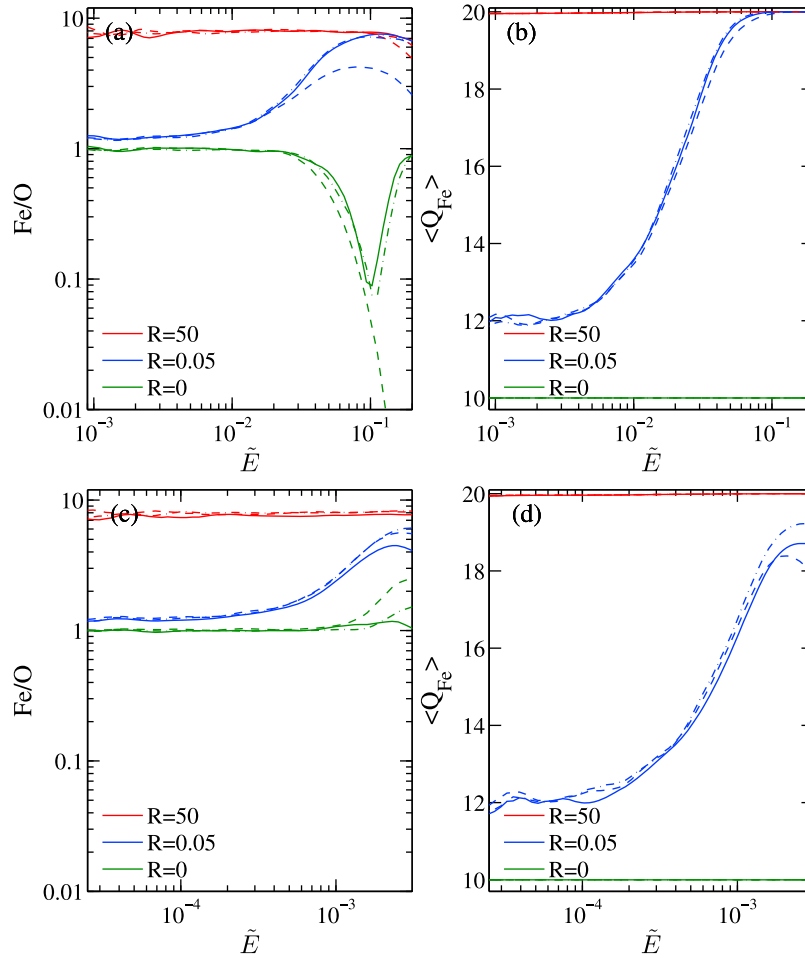 (a)
10
1
0.1
0.01
Fe/O
R=50
R=0.05
R=0
10⁻³ 10⁻² 10⁻¹
Ẽ
(b)
20
18
16
14
12
10
<Q_Fe>
R=50
R=0.05
R=0
10⁻³ 10⁻² 10⁻¹
Ẽ
(c)
10
1
0.1
0.01
Fe/O
R=50
R=0.05
R=0
10⁻⁴ 10⁻³
Ẽ
(d)
20
18
16
14
12
10
<Q_Fe>
R=50
R=0.05
R=0
10⁻⁴ 10⁻³
Ẽ